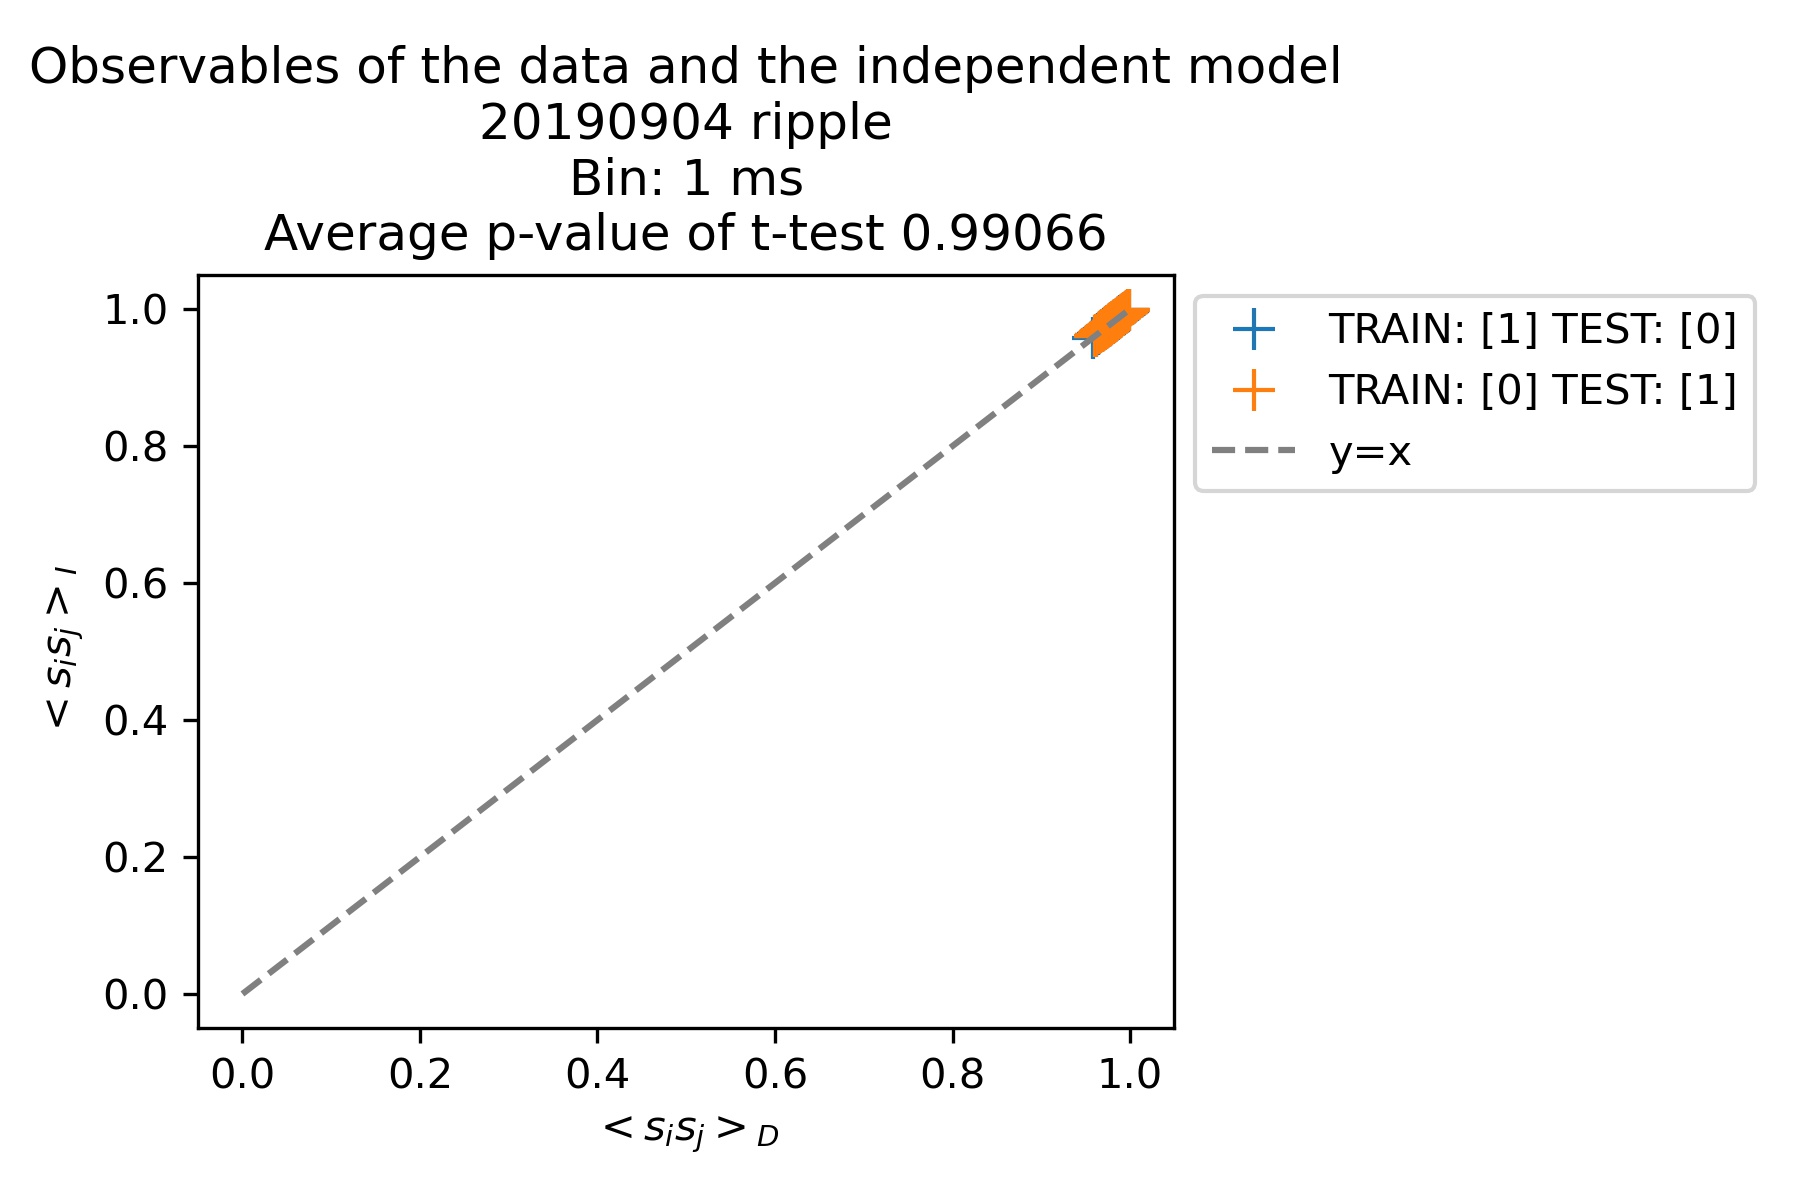 Observables of the data and the independent model
20190904 ripple
Bin: 1 ms
Average p-value of t-test 0.99066
1.0
0.8
0.6
0.4
0.2
0.0
< s_i s_j >_I
0.0 0.2 0.4 0.6 0.8 1.0
< s_i s_j >_D
TRAIN: [1] TEST: [0]
TRAIN: [0] TEST: [1]
y=x